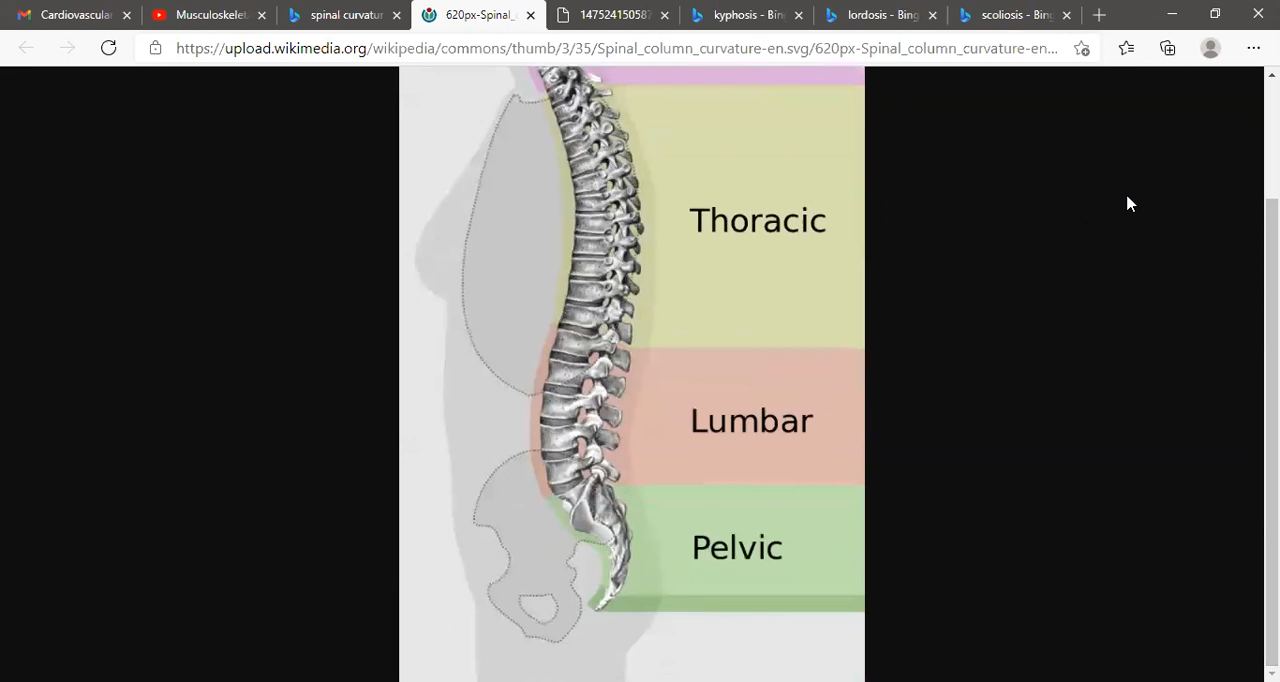 Cardiovascular
Musculoskelet
spinal curvatur
620px-Spinal_
14752415058
kyphosis - Bin
lordosis - Bing
scoliosis - Bing
https://upload.wikimedia.org/wikipedia/commons/thumb/3/35/Spinal_column_curvature-en.svg/620px-Spinal_column_curvature-en...
Thoracic
Lumbar
Pelvic